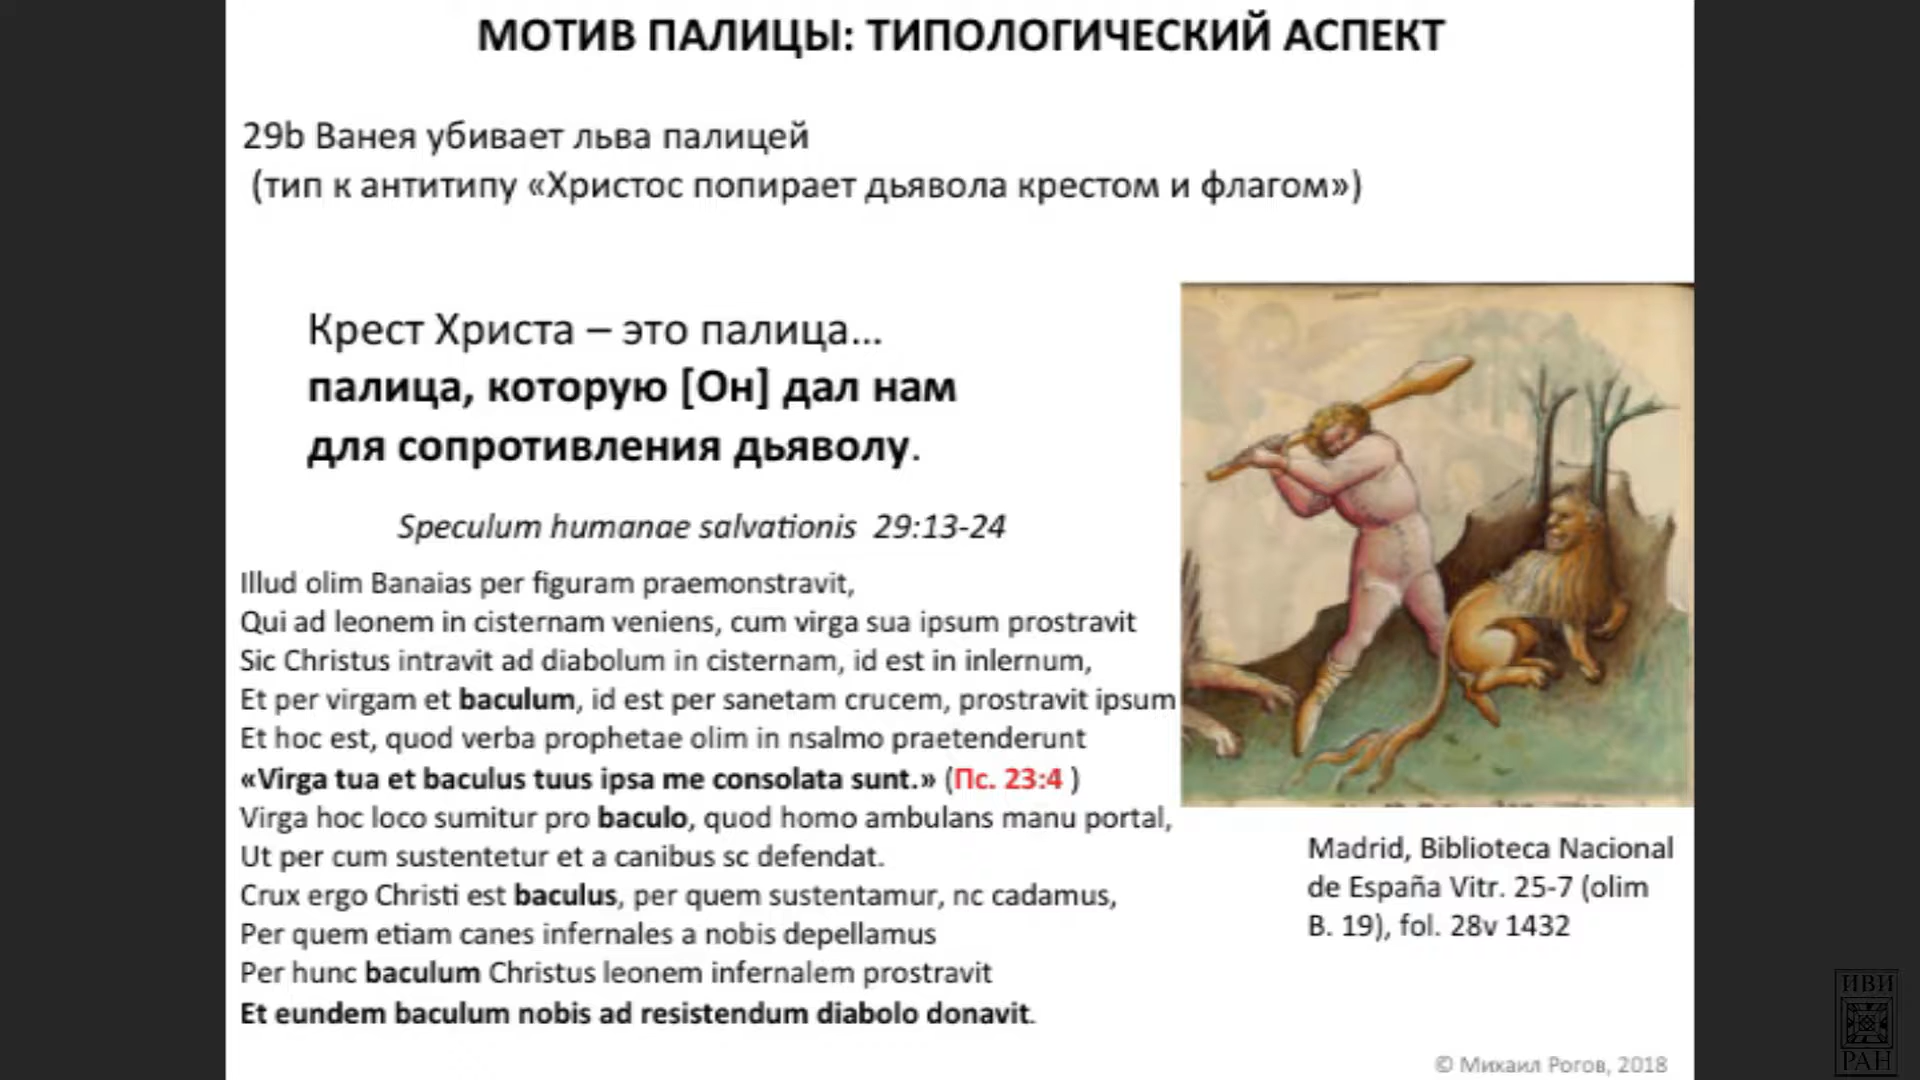 МОТИВ ПАЛИЦЫ: ТИПОЛОГИЧЕСКИЙ АСПЕКТ
29b Ванея убивает льва палицей
(тип к антитипу «Христос попирает дьявола крестом и флагом»)
Крест Христа – это палица...
палица, которую [Он] дал нам
для сопротивления дьяволу.
Speculum humanae salvationis 29:13-24
Illud olim Banaias per figuram praemonstravit,
Qui ad leonem in cisternam veniens, cum virga sua ipsum prostravit
Sic Christus intravit ad diabolum in cisternam, id est in inlernum,
Et per virgam et baculum, id est per sanetam crucem, prostravit ipsum
Et hoc est, quod verba prophetae olim in nsalmo praetenderunt
«Virga tua et baculus tuus ipsa me consolata sunt.» (Пс. 23:4 )
Virga hoc loco sumitur pro baculo, quod homo ambulans manu portal,
Ut per cum sustentetur et a canibus sc defendat.
Crux ergo Christi est baculus, per quem sustentamur, nc cadamus,
Per quem etiam canes infernales a nobis depellamus
Per hunc baculum Christus leonem infernalem prostravit
Et eundem baculum nobis ad resistendum diabolo donavit.
Madrid, Biblioteca Nacional
de España Vitr. 25-7 (olim
B. 19), fol. 28v 1432
© Михаил Рогов, 2018
ИВИ
РАН